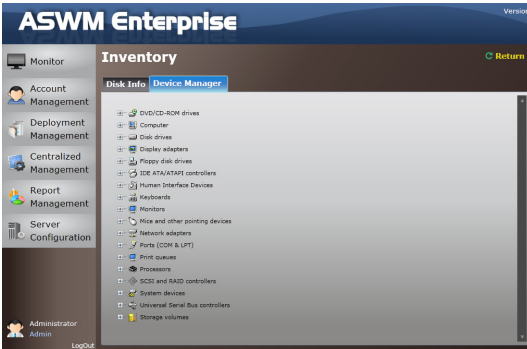 ASWM Enterprise
Version
Monitor
Account
Management
Deployment
Management
Centralized
Management
Report
Management
Server
Configuration
Administrator
Admin
LogOut
Inventory
Return
Disk Info
Device Manager
DVD/CD-ROM drives
Computer
Disk drives
Display adapters
Floppy disk drives
IDE ATA/ATAPI controllers
Human Interface Devices
Keyboards
Monitors
Mice and other pointing devices
Network adapters
Ports (COM & LPT)
Print queues
Processors
SCSI and RAID controllers
System devices
Universal Serial Bus controllers
Storage volumes